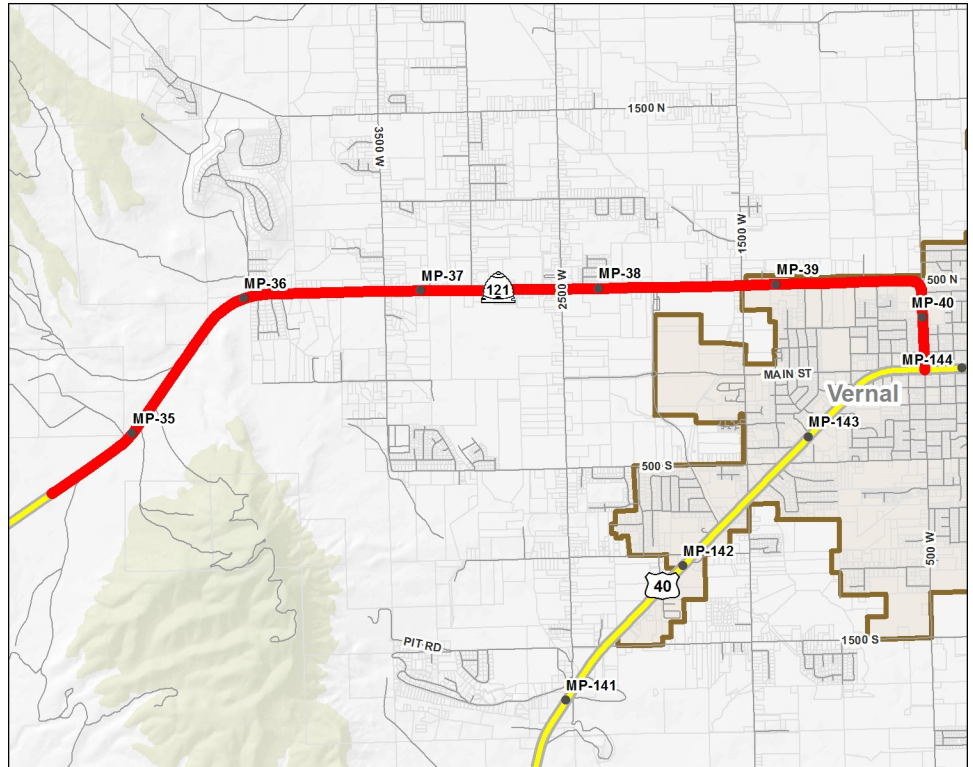 1500 N
3500 W
1500 W
MP-36
MP-37
121
2500 W
MP-38
MP-39
500 N
MP-40
MP-144
MAIN ST
Vernal
MP-35
MP-143
500 S
MP-142
40
500 W
PIT RD
1500 S
MP-141